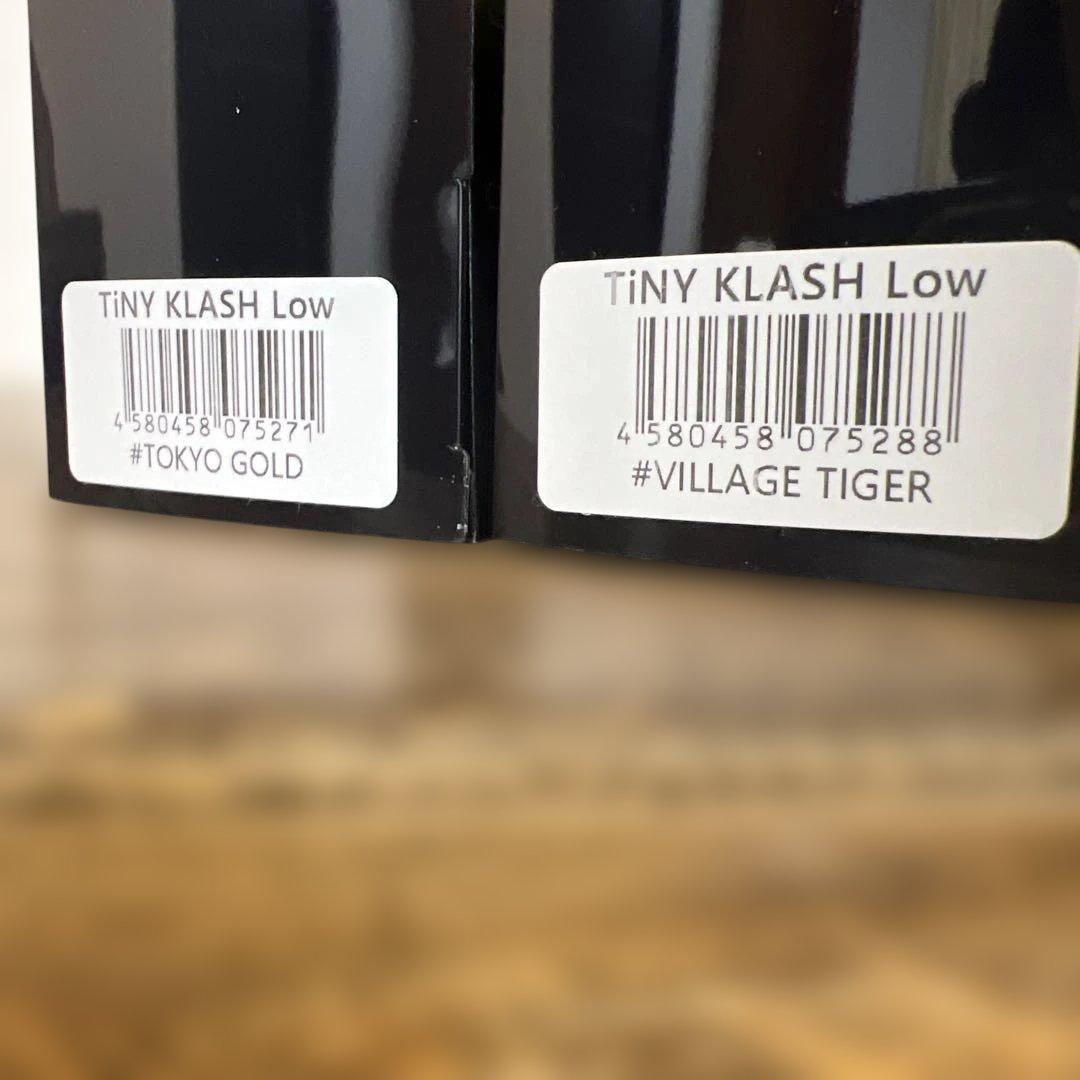 TiNY KLASH Low
4 580458 075271
#TOKYO GOLD
TiNY KLASH Low
4 580458 075288
#VILLAGE TIGER